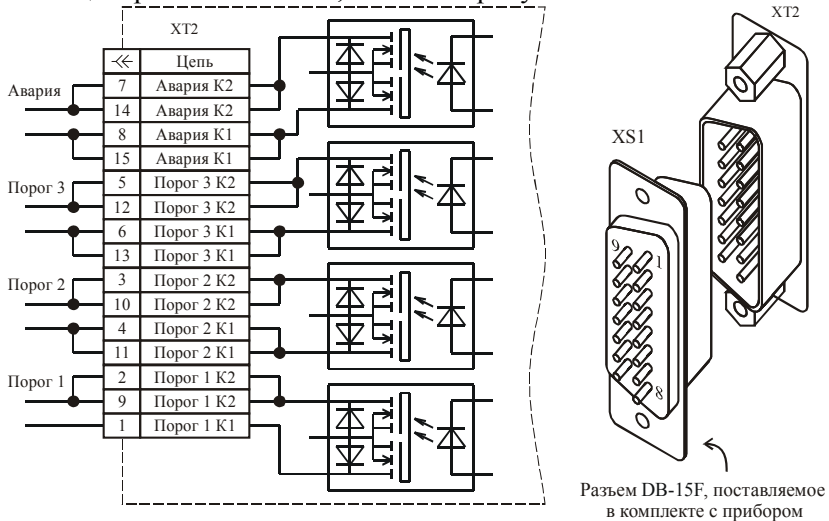 XT2
Цепь
Авария
7 Авария К2
14 Авария К2
8 Авария К1
15 Авария К1
Порог 3
5 Порог 3 К2
12 Порог 3 К2
6 Порог 3 К1
13 Порог 3 К1
Порог 2
3 Порог 2 К2
10 Порог 2 К2
4 Порог 2 К1
11 Порог 2 К1
Порог 1
2 Порог 1 К2
9 Порог 1 К2
1 Порог 1 К1
XT2
XS1
9
1
8
Разъем DB-15F, поставляемое
в комплекте с прибором